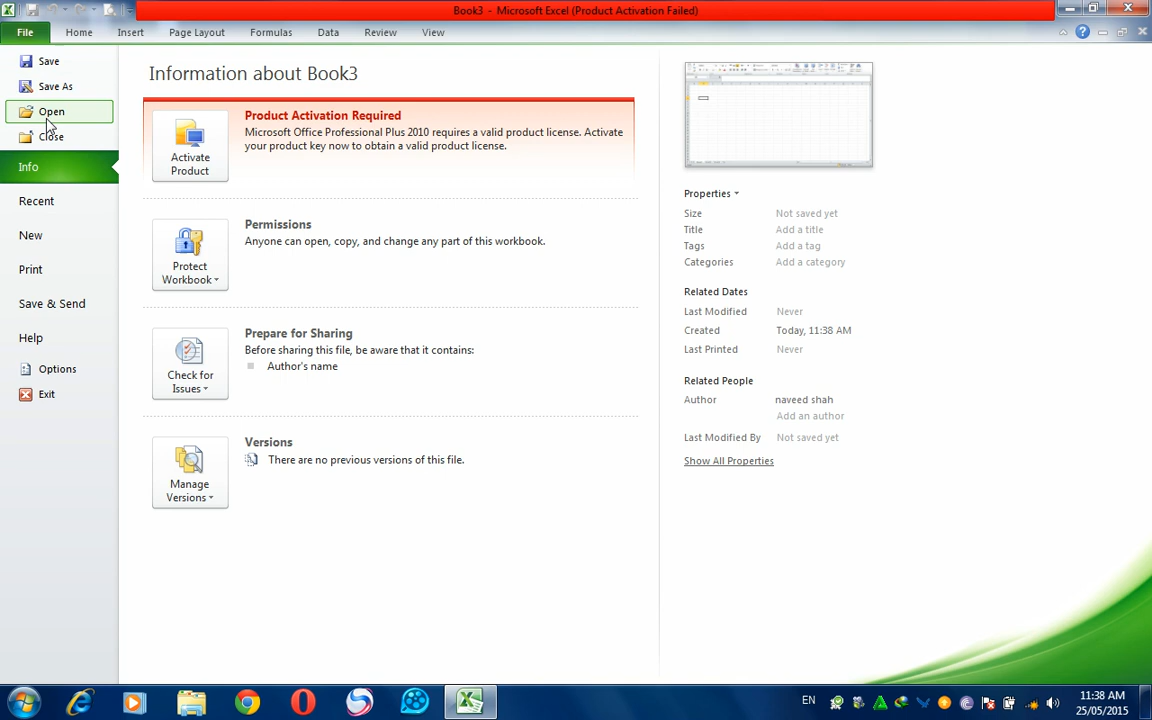 Book3 - Microsoft Excel (Product Activation Failed)
File Home Insert Page Layout Formulas Data Review View
Save
Save As
Open
Close
Info
Recent
New
Print
Save & Send
Help
Options
Exit
Information about Book3
Product Activation Required
Microsoft Office Professional Plus 2010 requires a valid product license. Activate
your product key now to obtain a valid product license.
Activate
Product
Permissions
Anyone can open, copy, and change any part of this workbook.
Protect
Workbook
Prepare for Sharing
Before sharing this file, be aware that it contains:
Author's name
Check for
Issues
Versions
There are no previous versions of this file.
Manage
Versions
Properties
Size Not saved yet
Title Add a title
Tags Add a tag
Categories Add a category
Related Dates
Last Modified Never
Created Today, 11:38 AM
Last Printed Never
Related People
Author naveed shah
Add an author
Last Modified By Not saved yet
Show All Properties
EN
11:38 AM
25/05/2015